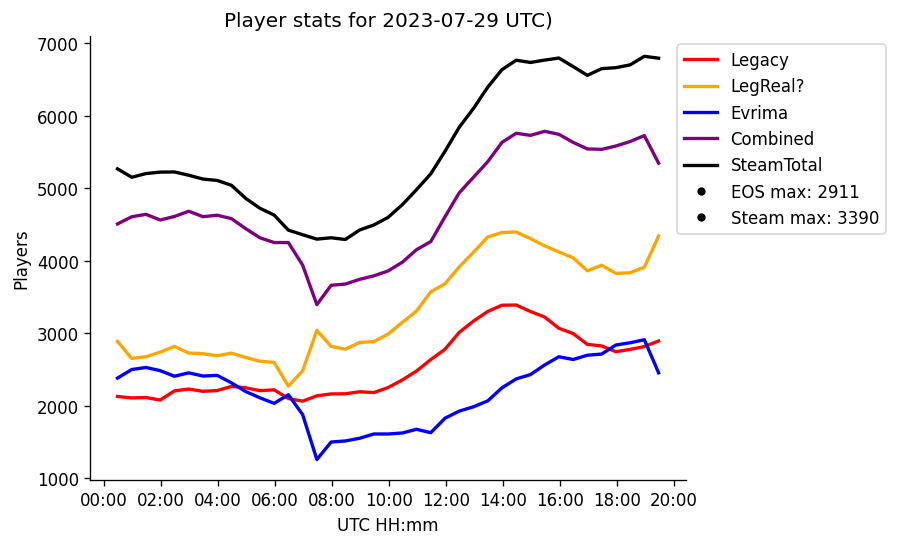 Player stats for 2023-07-29 UTC)
Players
7000
6000
5000
4000
3000
2000
1000
00:00 02:00 04:00 06:00 08:00 10:00 12:00 14:00 16:00 18:00 20:00
UTC HH:mm
Legacy
LegReal?
Evrima
Combined
SteamTotal
EOS max: 2911
Steam max: 3390